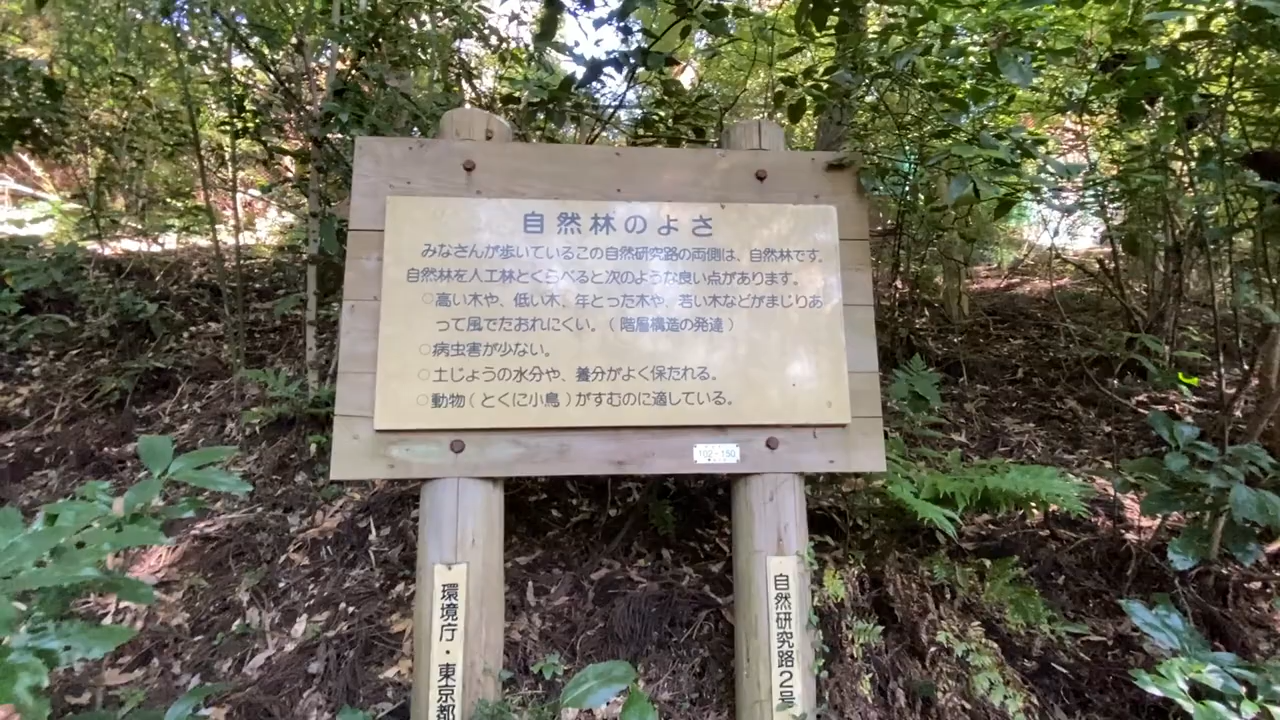 自然林のよさ
みなさんが歩いているこの自然研究路の両側は、自然林です。
自然林を人工林とくらべると次のような良い点があります。
○高い木や、低い木、年とった木や、若い木などがまじりあ
って風でたおれにくい。(階層構造の発達)
○病虫害が少ない。
○土じょうの水分や、養分がよく保たれる。
○動物(とくに小鳥)がすむのに適している。
102-150
環境庁・東京都
自然研究路2号